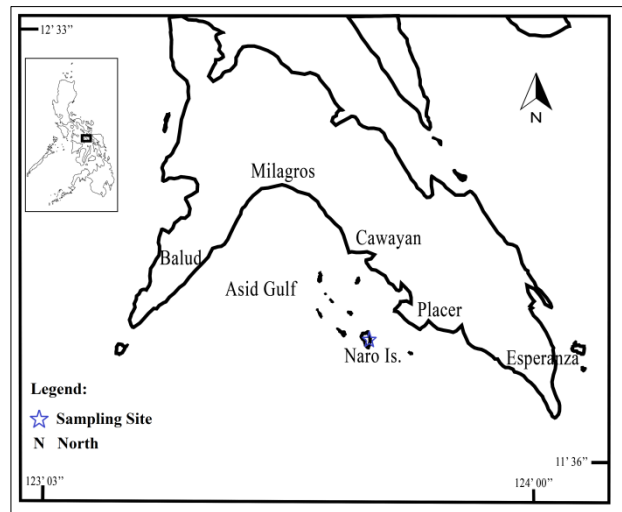 12’ 33”
N
Milagros
Cawayan
Balud
Asid Gulf
Placer
Naro Is.
Esperanza
Legend:
Sampling Site
N North
11’ 36”
123’ 03”
124’ 00”